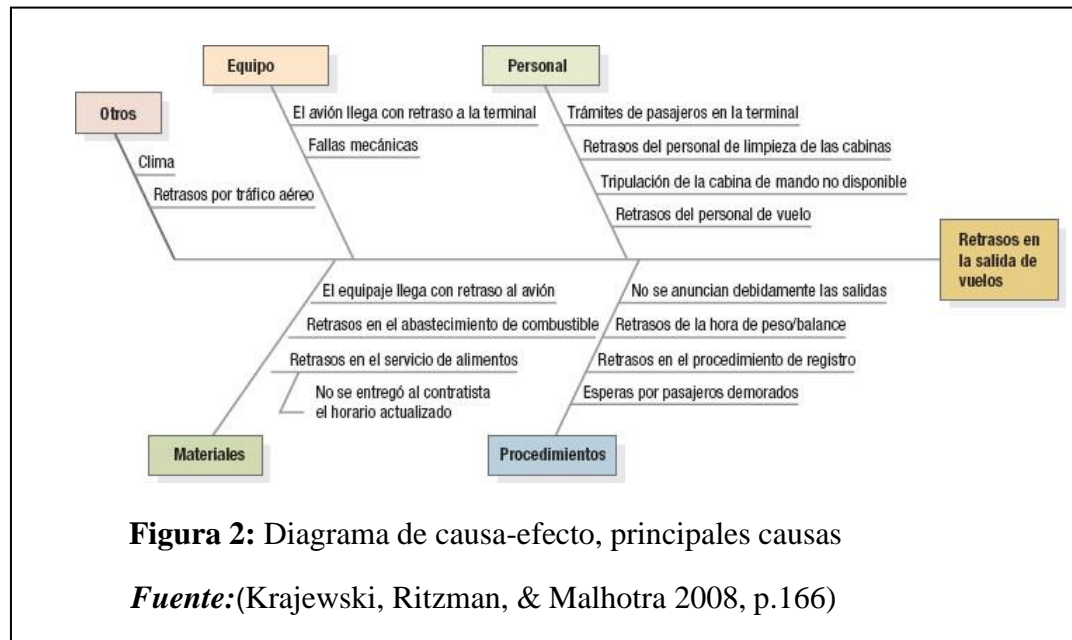 Equipo
Personal
Otros
El avión llega con retraso a la terminal
Fallas mecánicas
Trámites de pasajeros en la terminal
Retrasos del personal de limpieza de las cabinas
Tripulación de la cabina de mando no disponible
Retrasos del personal de vuelo
Clima
Retrasos por tráfico aéreo
Retrasos en
la salida de
vuelos
El equipaje llega con retraso al avión
Retrasos en el abastecimiento de combustible
Retrasos en el servicio de alimentos
No se entregó al contratista
el horario actualizado
No se anuncian debidamente las salidas
Retrasos de la hora de peso/balance
Retrasos en el procedimiento de registro
Esperas por pasajeros demorados
Materiales
Procedimientos
Figura 2: Diagrama de causa-efecto, principales causas
Fuente:(Krajewski, Ritzman, & Malhotra 2008, p.166)